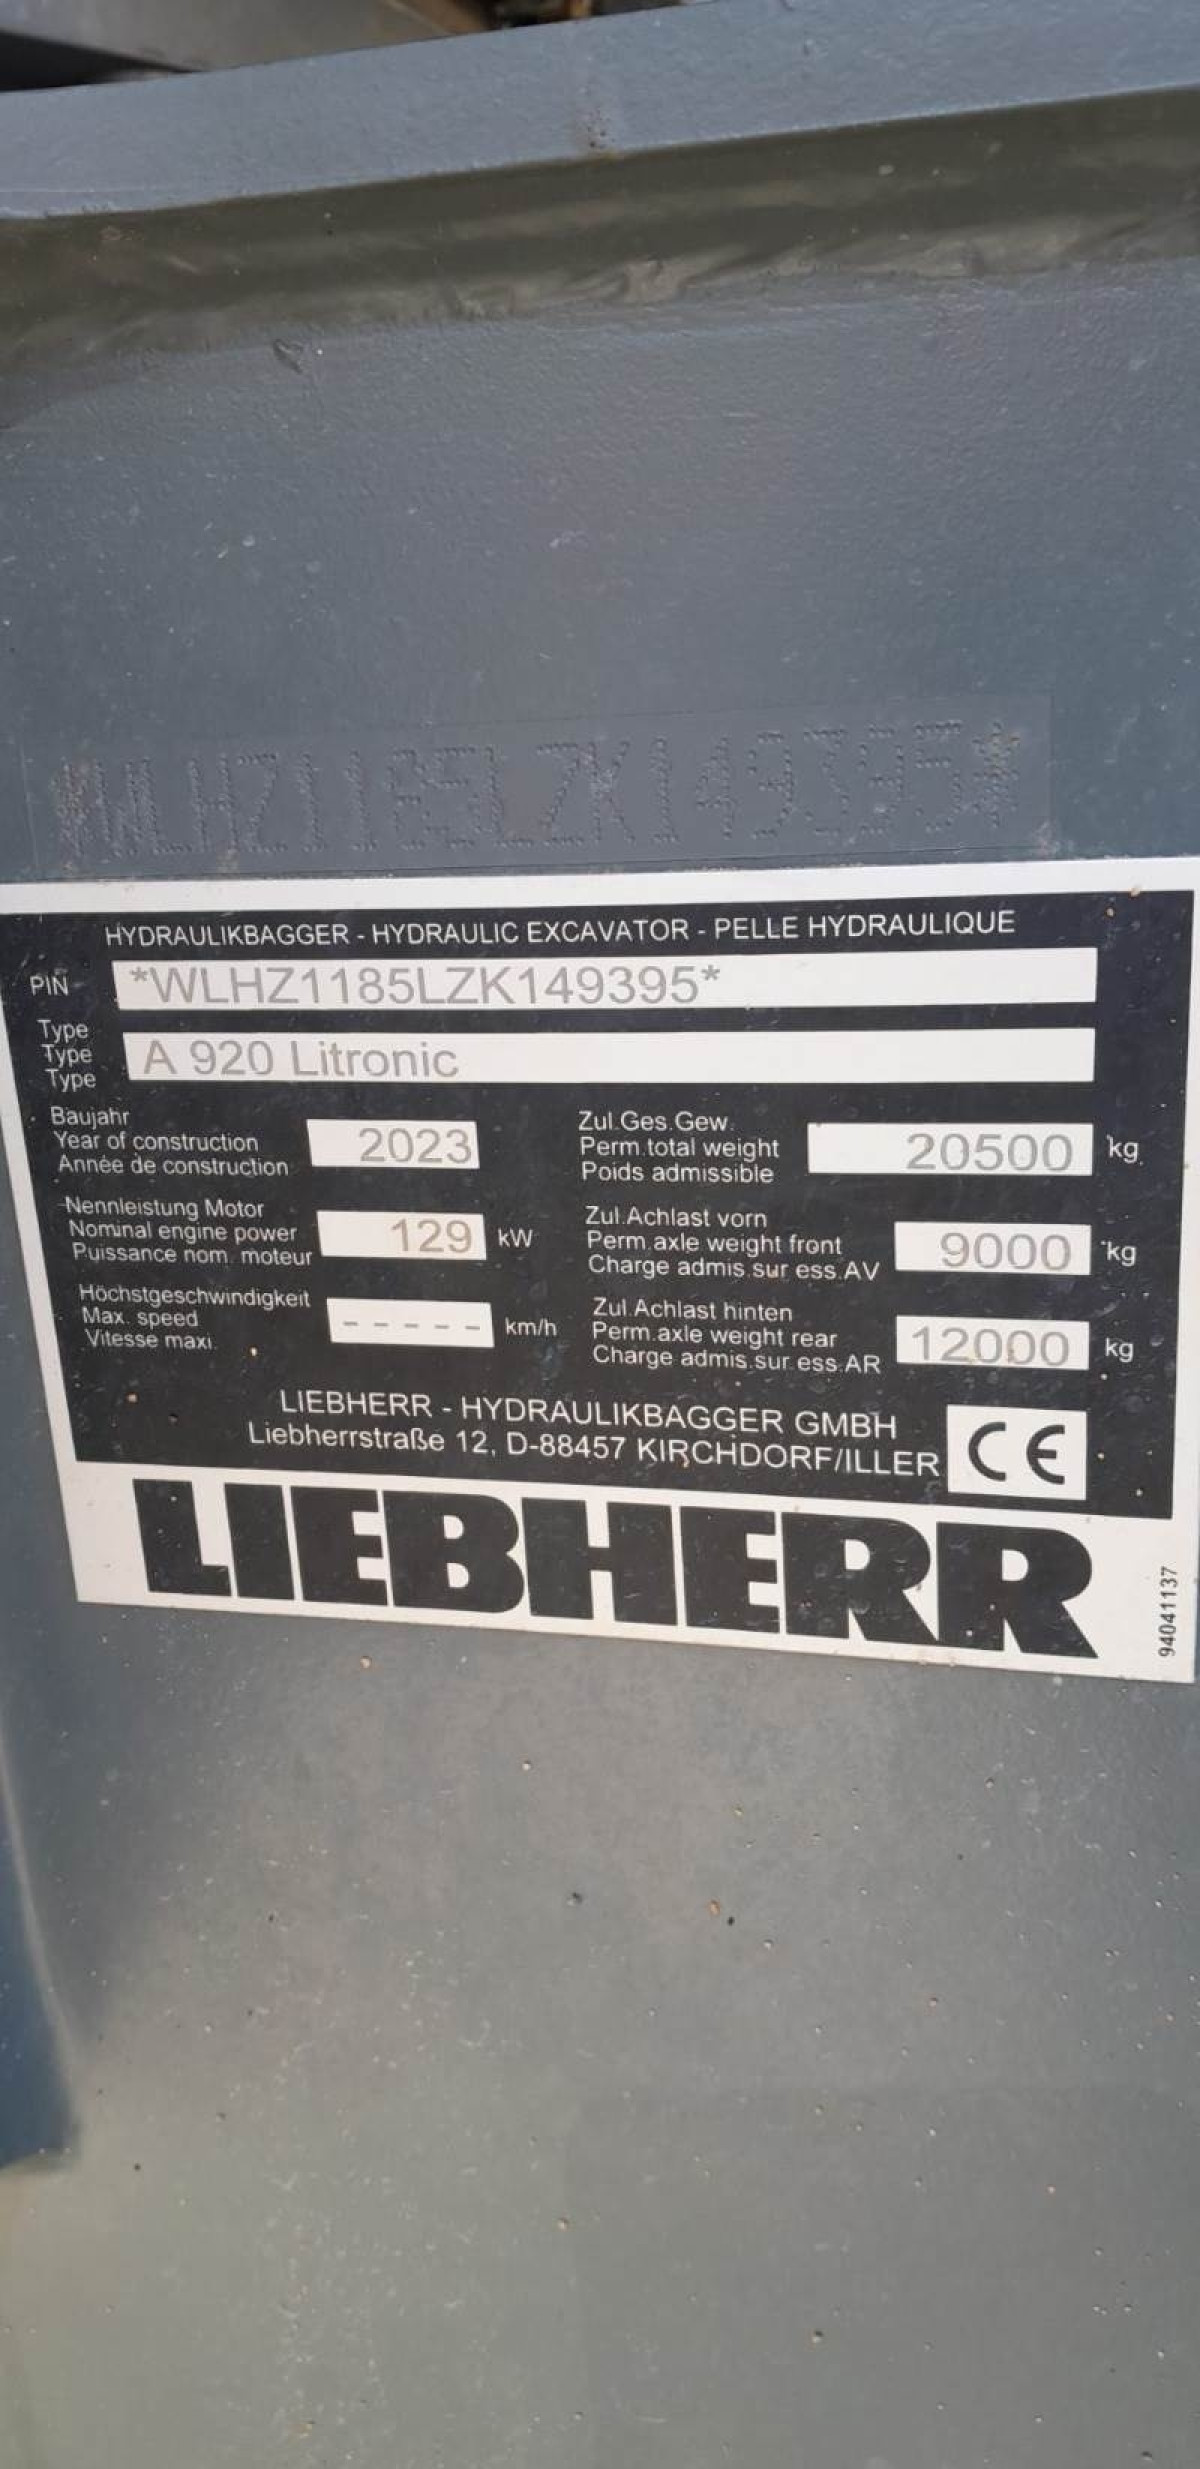 *WLHZ1185LZK149395*
HYDRAULIKBAGGER - HYDRAULIC EXCAVATOR - PELLE HYDRAULIQUE
PIN *WLHZ1185LZK149395*
Type
Type A 920 Litronic
Type
Baujahr
Year of construction 2023
Année de construction
Zul.Ges.Gew.
Perm.total weight 20500 kg
Poids admissible
Nennleistung Motor
Nominal engine power 129 kW
Puissance nom. moteur
Zul.Achlast vorn
Perm.axle weight front 9000 kg
Charge admis.sur ess.AV
Höchstgeschwindigkeit
Max. speed - - - - - km/h
Vitesse maxi.
Zul.Achlast hinten
Perm.axle weight rear 12000 kg
Charge admis.sur.ess.AR
LIEBHERR - HYDRAULIKBAGGER GMBH
Liebherrstraße 12, D-88457 KIRCHDORF/ILLER
CE
LIEBHERR
94041137